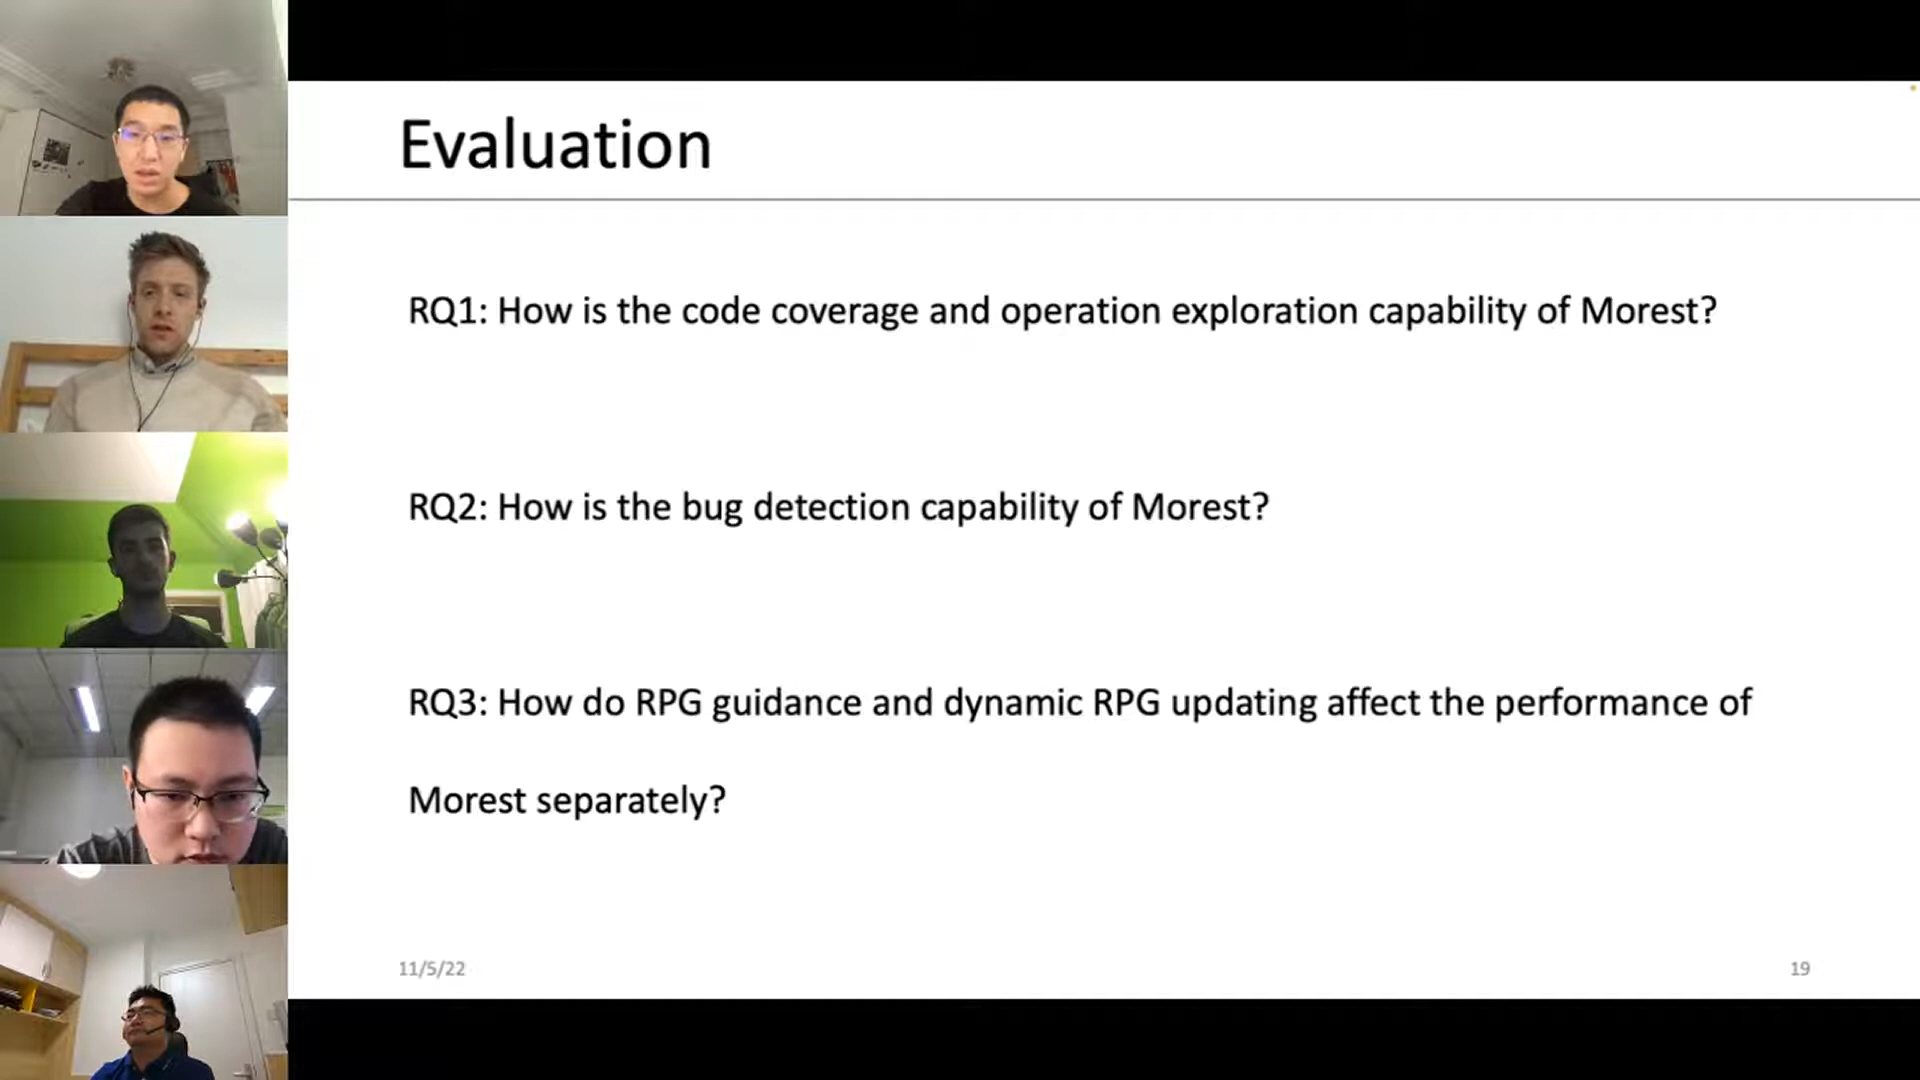 Evaluation
RQ1: How is the code coverage and operation exploration capability of Morest?
RQ2: How is the bug detection capability of Morest?
RQ3: How do RPG guidance and dynamic RPG updating affect the performance of
Morest separately?
11/5/22
19